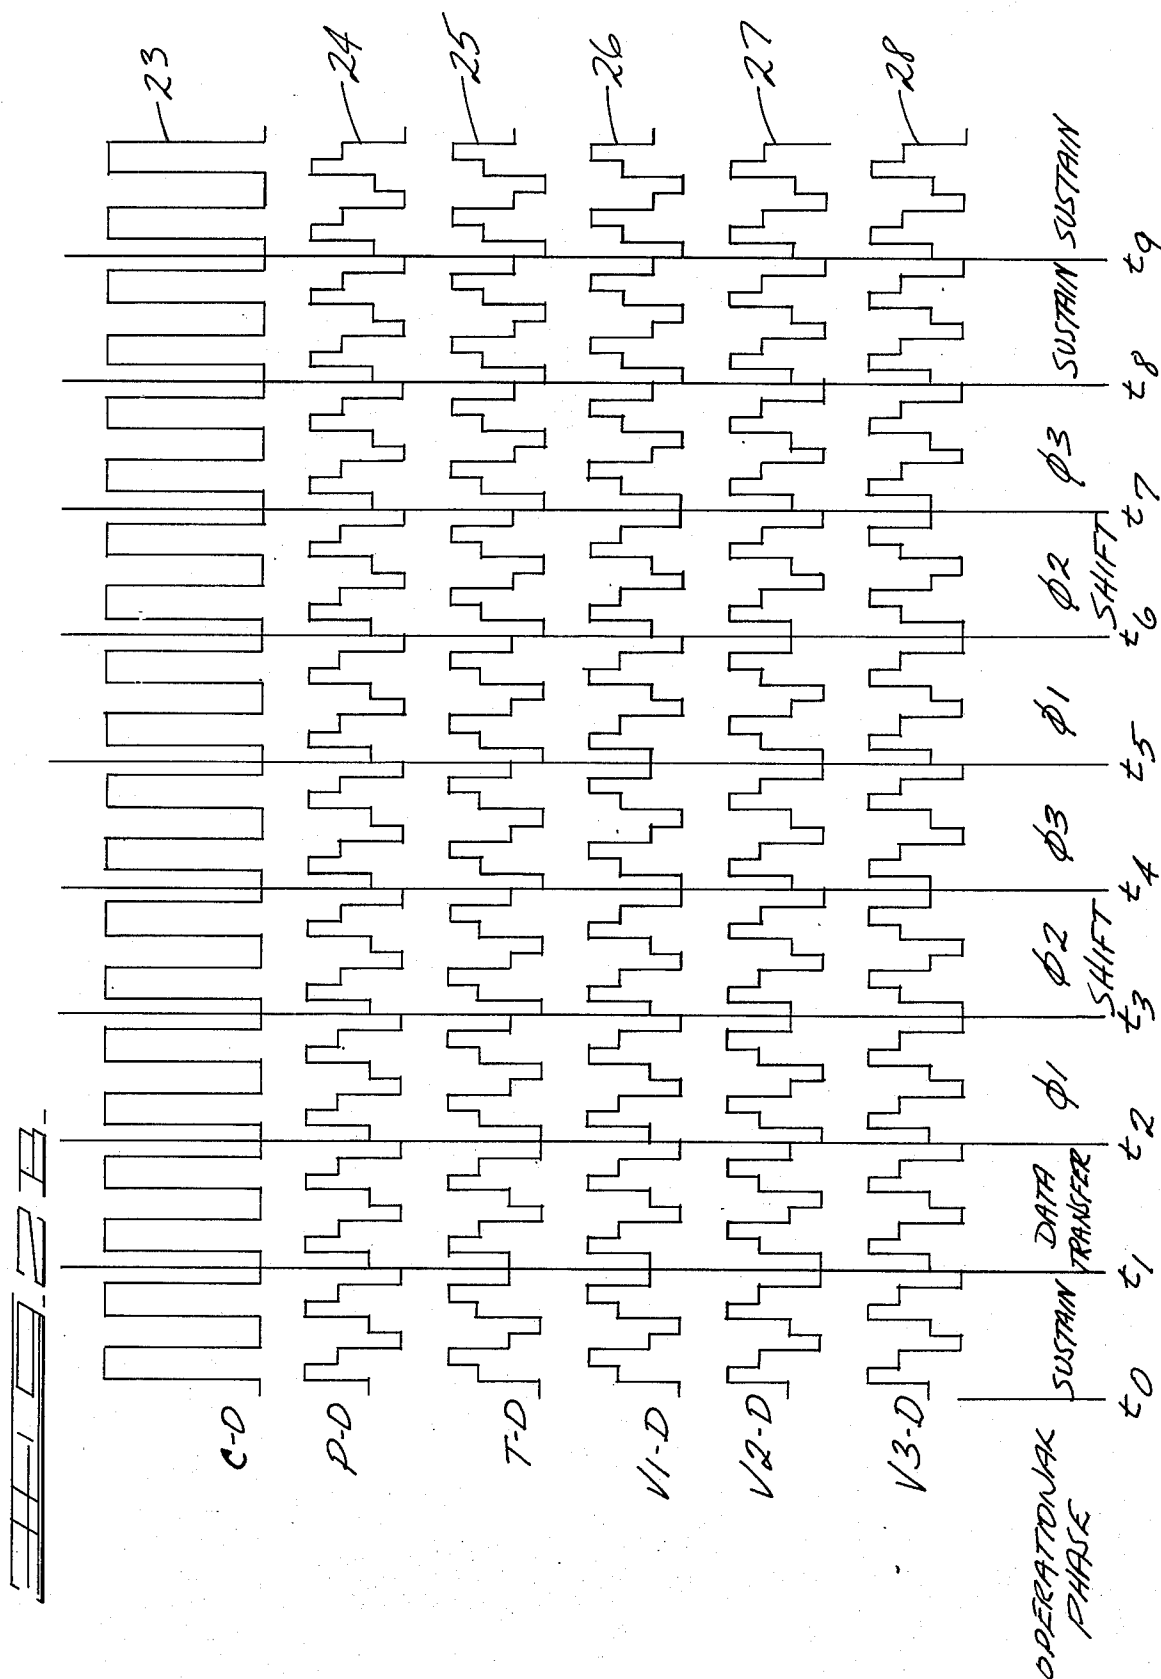 FIG. 2B.
C-D
23
P-D
24
T-D
25
V1-D
26
V2-D
27
V3-D
28
OPERATIONAL PHASE
SUSTAIN
DATA TRANSFER
φ1
φ2
φ3
SHIFT
φ1
φ2
φ3
SHIFT
SUSTAIN
SUSTAIN
t0
t1
t2
t3
t4
t5
t6
t7
t8
t9